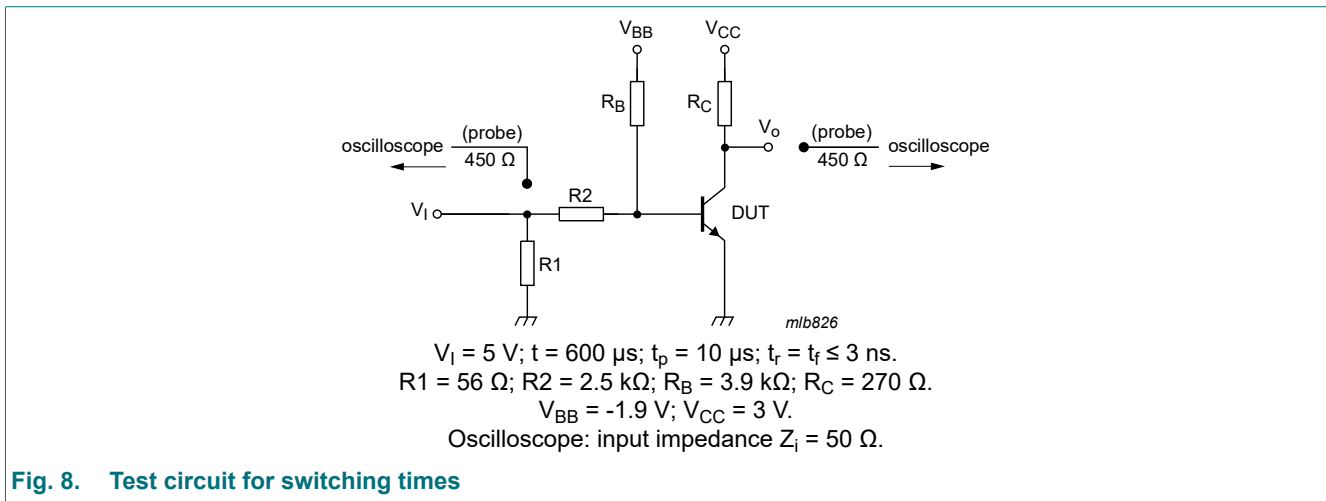 V_BB
V_CC
R_B
R_C
V_o
(probe)
450 Ω
oscilloscope
(probe)
450 Ω
oscilloscope
R2
V_I
DUT
R1
mlb826
V_I = 5 V; t = 600 μs; t_p = 10 μs; t_r = t_f ≤ 3 ns.
R1 = 56 Ω; R2 = 2.5 kΩ; R_B = 3.9 kΩ; R_C = 270 Ω.
V_BB = -1.9 V; V_CC = 3 V.
Oscilloscope: input impedance Z_i = 50 Ω.
Fig. 8. Test circuit for switching times